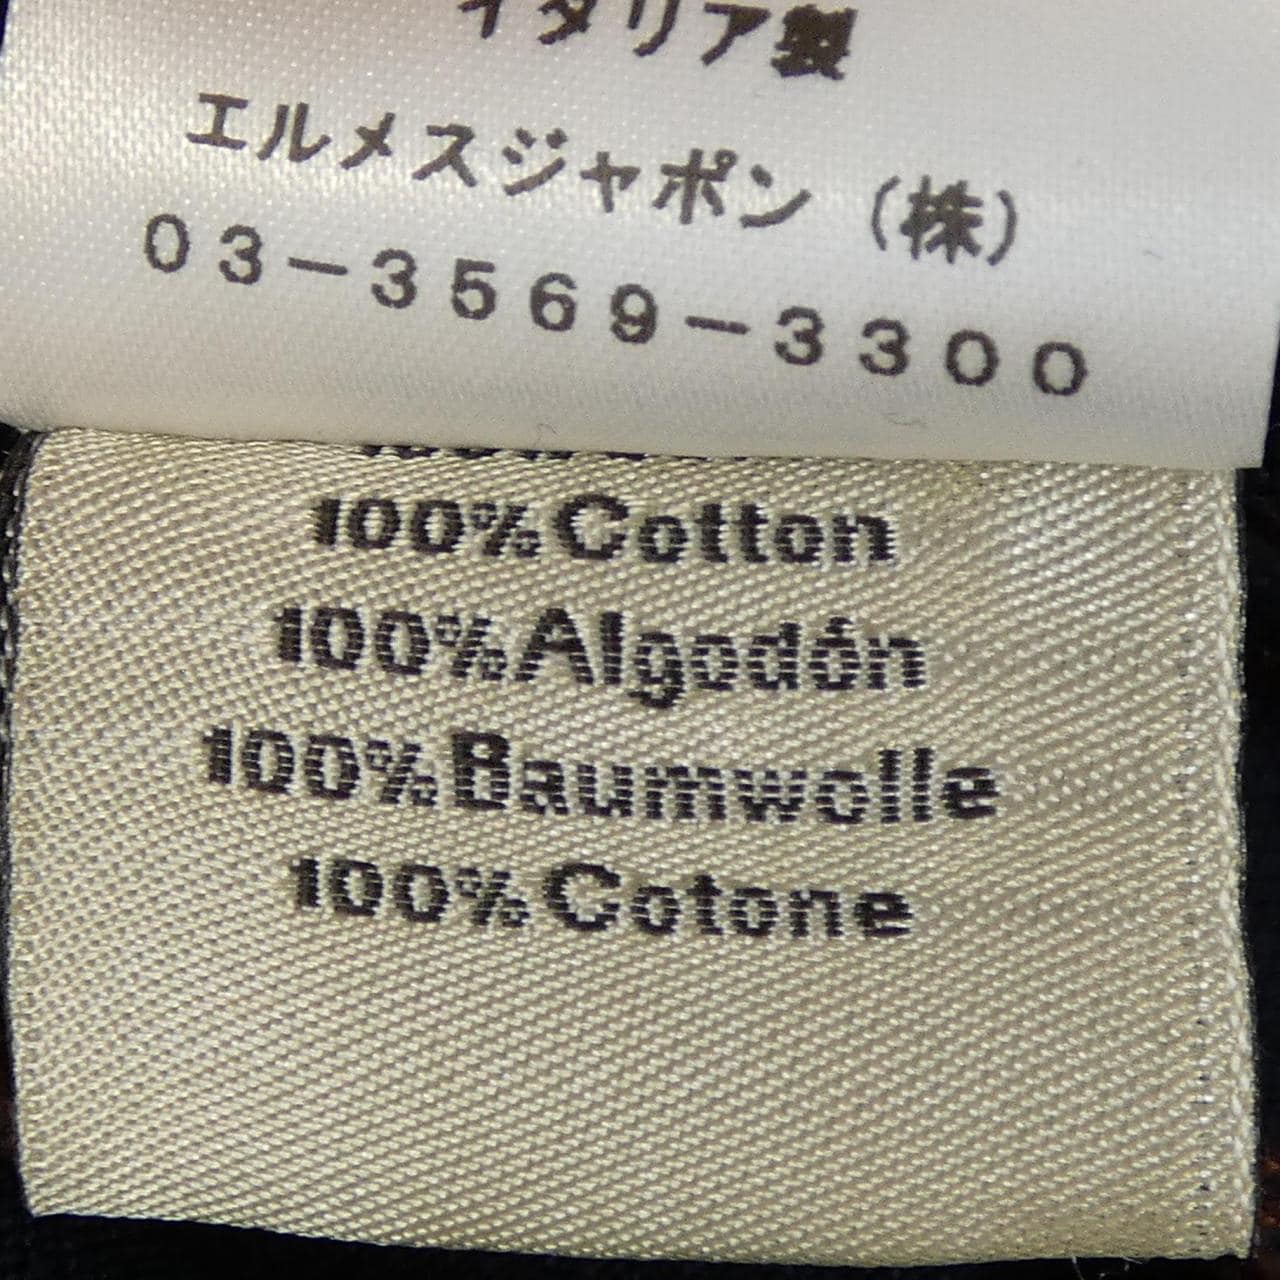 イタリア製
エルメスジャポン（株）
03-3569-3300
100% Cotton
100% Algodón
100% Baumwolle
100% Cotone